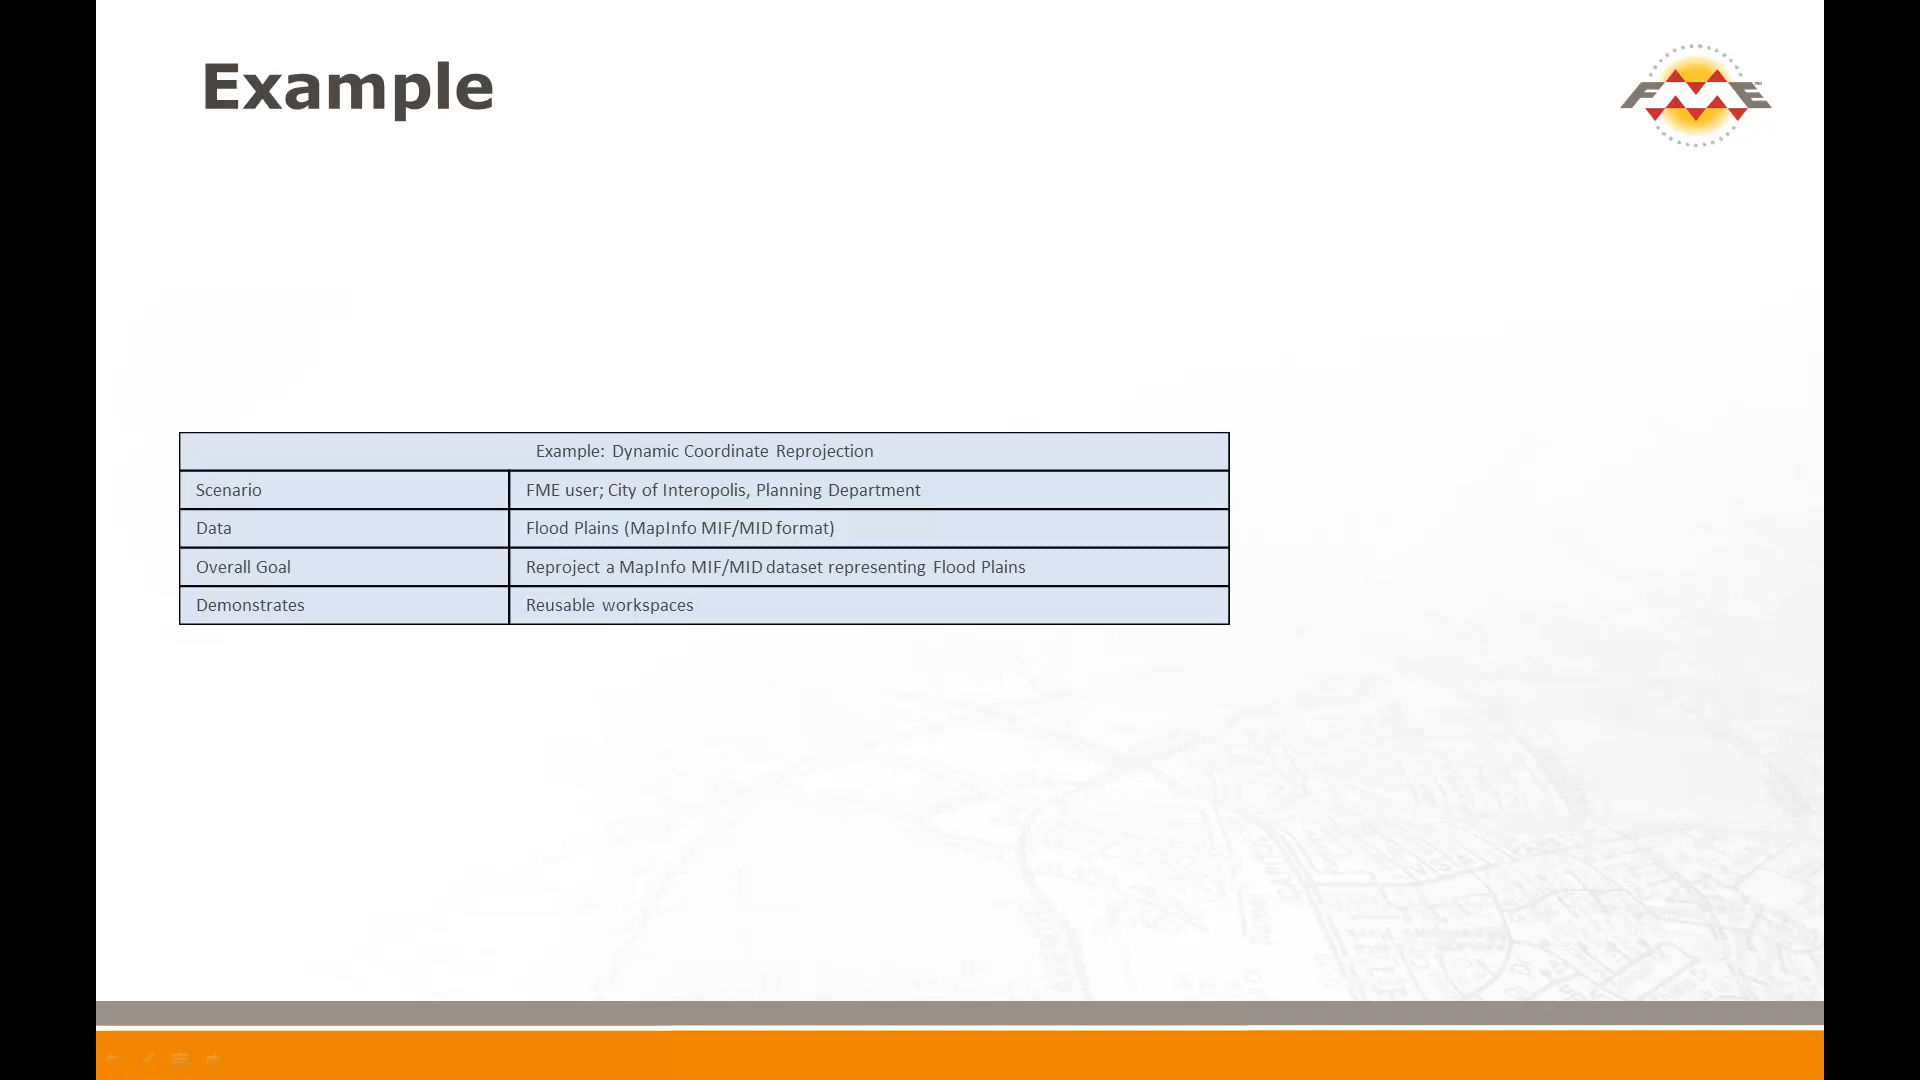 Example
FME
Example: Dynamic Coordinate Reprojection
Scenario
FME user; City of Interopolis, Planning Department
Data
Flood Plains (MapInfo MIF/MID format)
Overall Goal
Reproject a MapInfo MIF/MID dataset representing Flood Plains
Demonstrates
Reusable workspaces